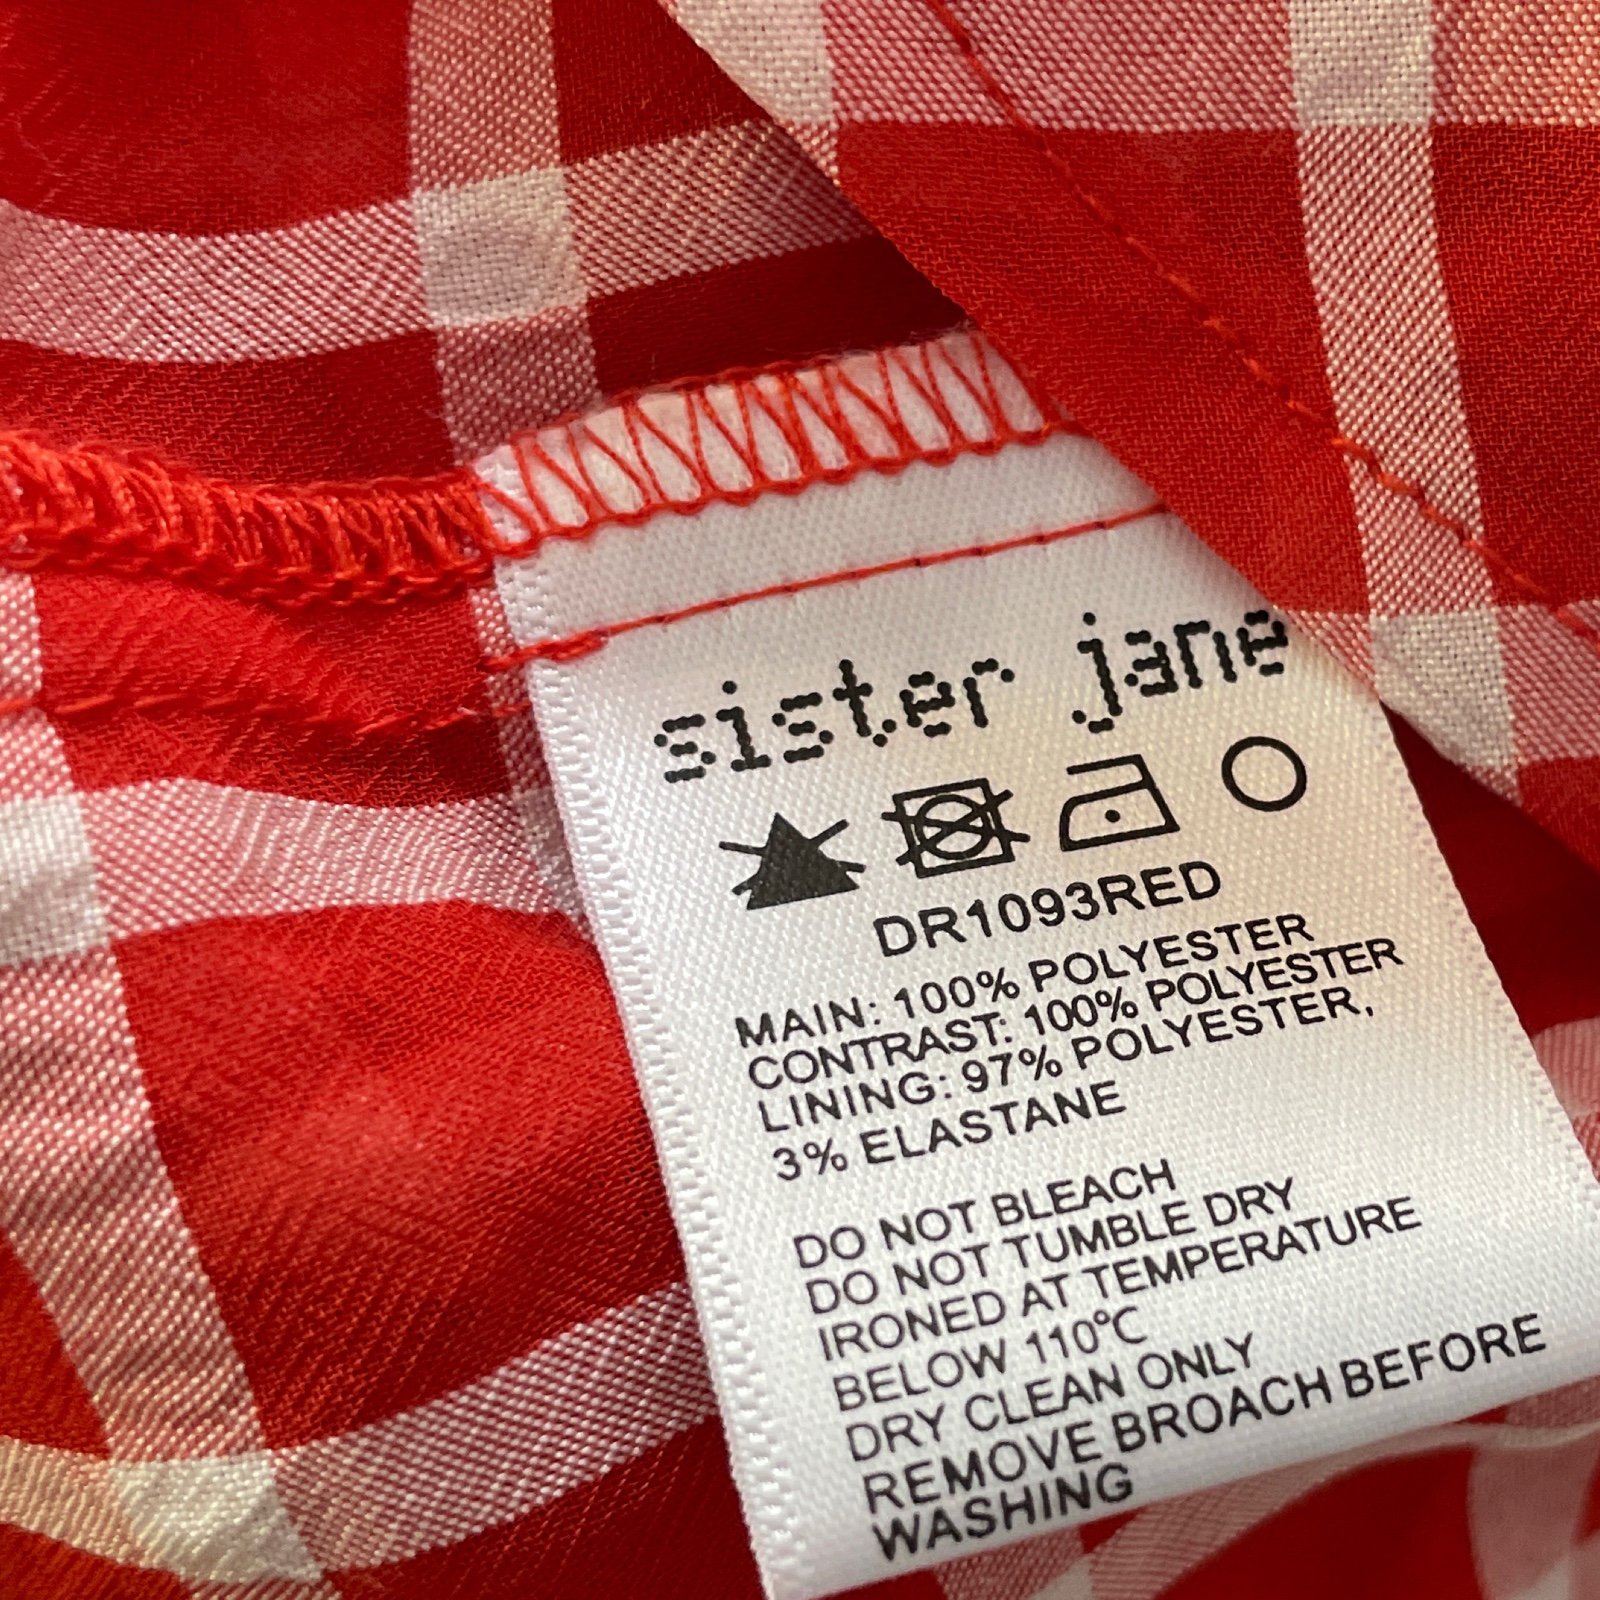 sister jane
DR1093RED
MAIN: 100% POLYESTER
CONTRAST: 100% POLYESTER
LINING: 97% POLYESTER,
3% ELASTANE
DO NOT BLEACH
DO NOT TUMBLE DRY
IRONED AT TEMPERATURE
BELOW 110°C
DRY CLEAN ONLY
REMOVE BROACH BEFORE
WASHING